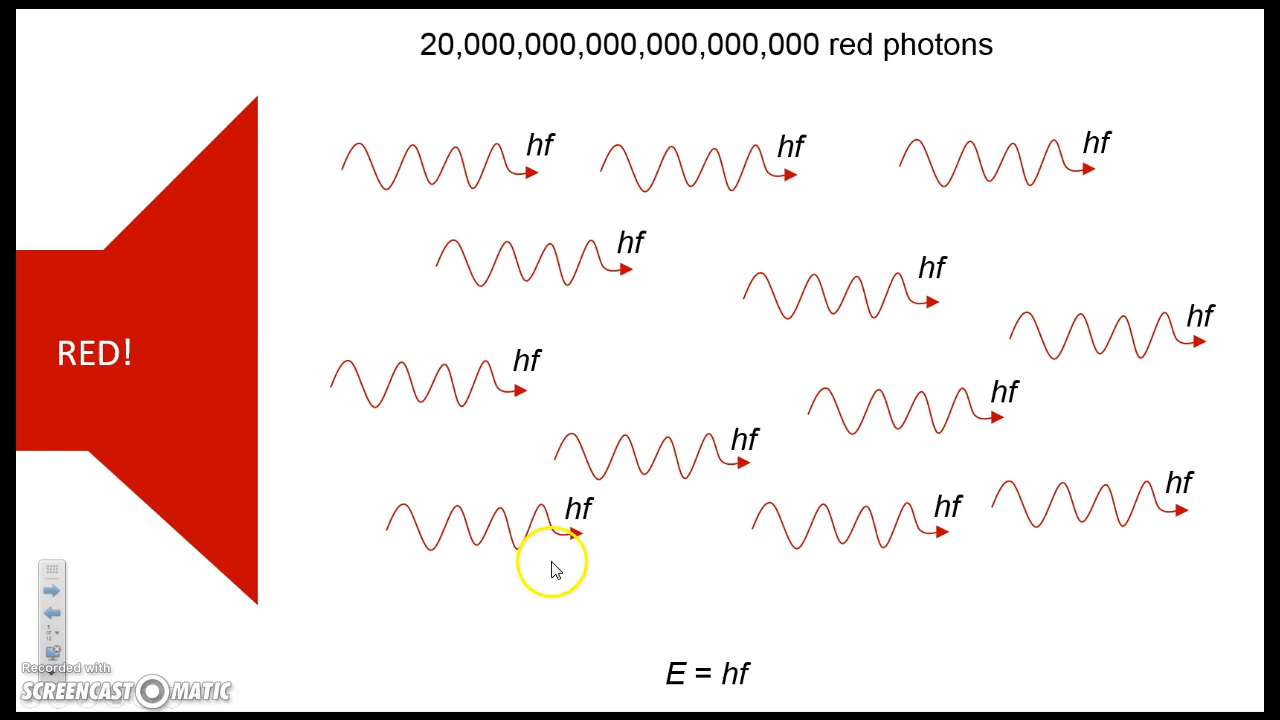 20,000,000,000,000,000,000 red photons
hf
hf
hf
hf
hf
hf
RED!
hf
hf
hf
hf
hf
hf
E = hf
Recorded with
SCREENCAST MATIC